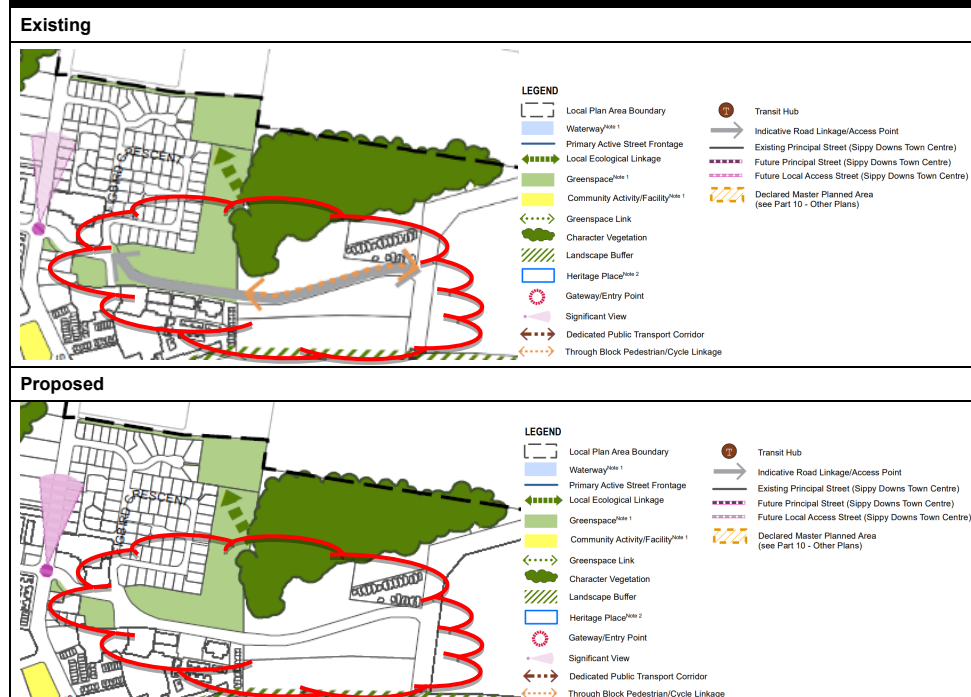 Existing
CRESCENT
GBIRD
LEGEND
Local Plan Area Boundary
Waterway Note 1
Primary Active Street Frontage
Local Ecological Linkage
Greenspace Note 1
Community Activity/Facility Note 1
Greenspace Link
Character Vegetation
Landscape Buffer
Heritage Place Note 2
Gateway/Entry Point
Significant View
Dedicated Public Transport Corridor
Through Block Pedestrian/Cycle Linkage
T Transit Hub
Indicative Road Linkage/Access Point
Existing Principal Street (Sippy Downs Town Centre)
Future Principal Street (Sippy Downs Town Centre)
Future Local Access Street (Sippy Downs Town Centre)
Declared Master Planned Area
(see Part 10 - Other Plans)
Proposed
CRESCENT
GBIRD
LEGEND
Local Plan Area Boundary
Waterway Note 1
Primary Active Street Frontage
Local Ecological Linkage
Greenspace Note 1
Community Activity/Facility Note 1
Greenspace Link
Character Vegetation
Landscape Buffer
Heritage Place Note 2
Gateway/Entry Point
Significant View
Dedicated Public Transport Corridor
Through Block Pedestrian/Cycle Linkage
T Transit Hub
Indicative Road Linkage/Access Point
Existing Principal Street (Sippy Downs Town Centre)
Future Principal Street (Sippy Downs Town Centre)
Future Local Access Street (Sippy Downs Town Centre)
Declared Master Planned Area
(see Part 10 - Other Plans)